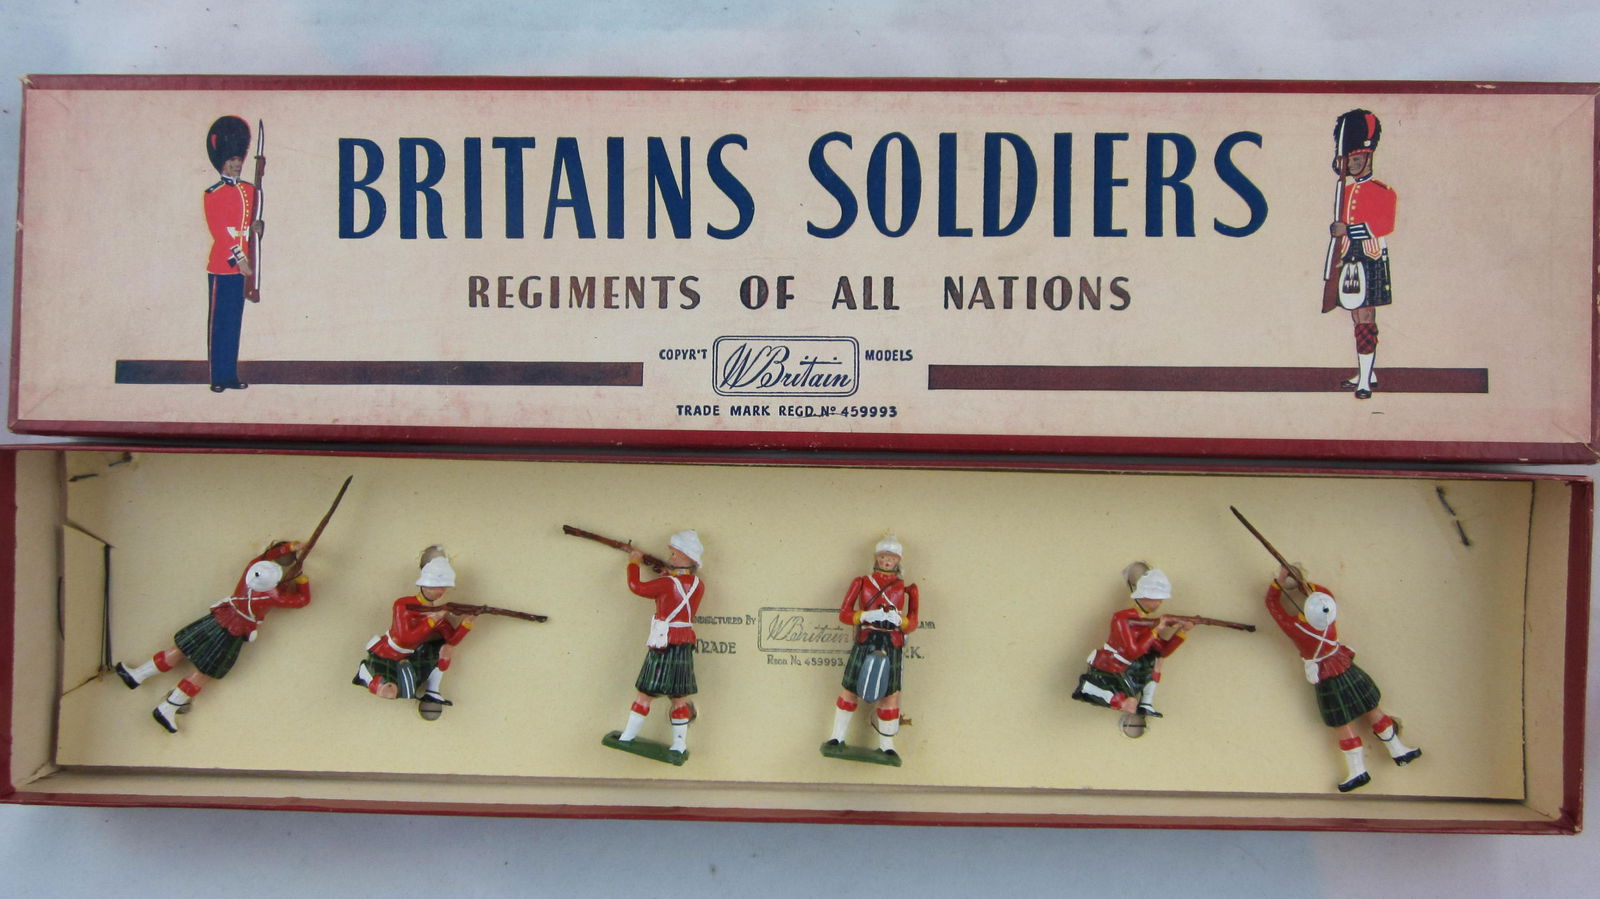 BRITAINS SOLDIERS
REGIMENTS OF ALL NATIONS
COPYR'T W Britain MODELS
TRADE MARK REGD. Nº 459993
By
W Britain
TRADE
K.
REGD No 459993.